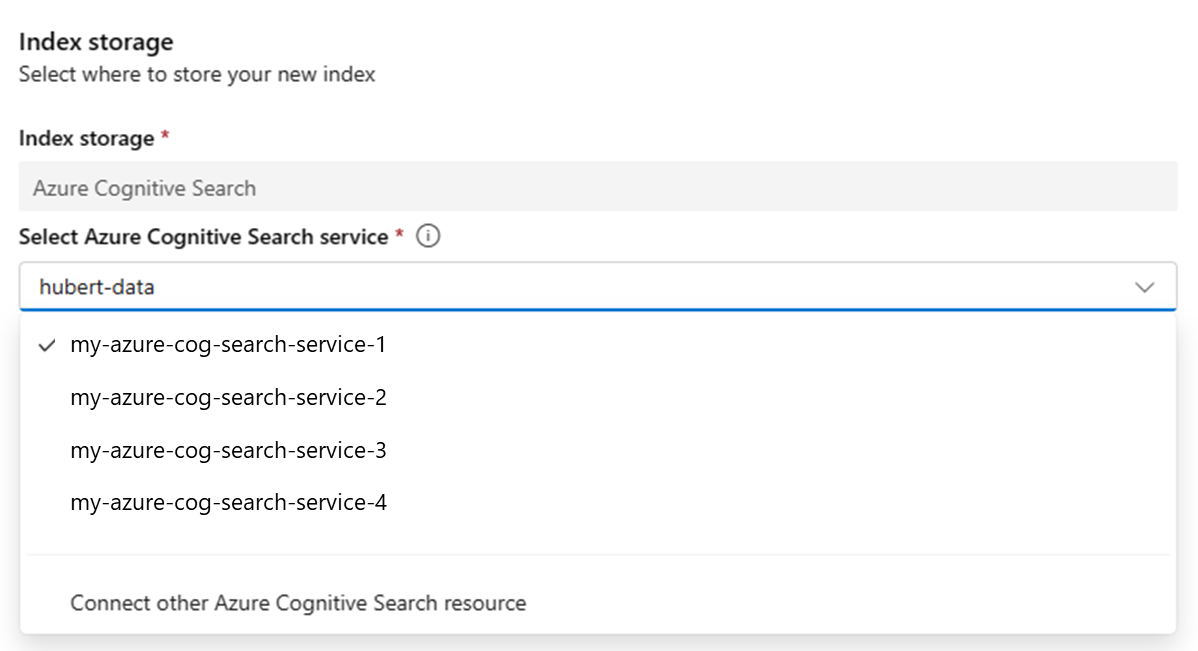 Index storage
Select where to store your new index
Index storage *
Azure Cognitive Search
Select Azure Cognitive Search service *
hubert-data
my-azure-cog-search-service-1
my-azure-cog-search-service-2
my-azure-cog-search-service-3
my-azure-cog-search-service-4
Connect other Azure Cognitive Search resource